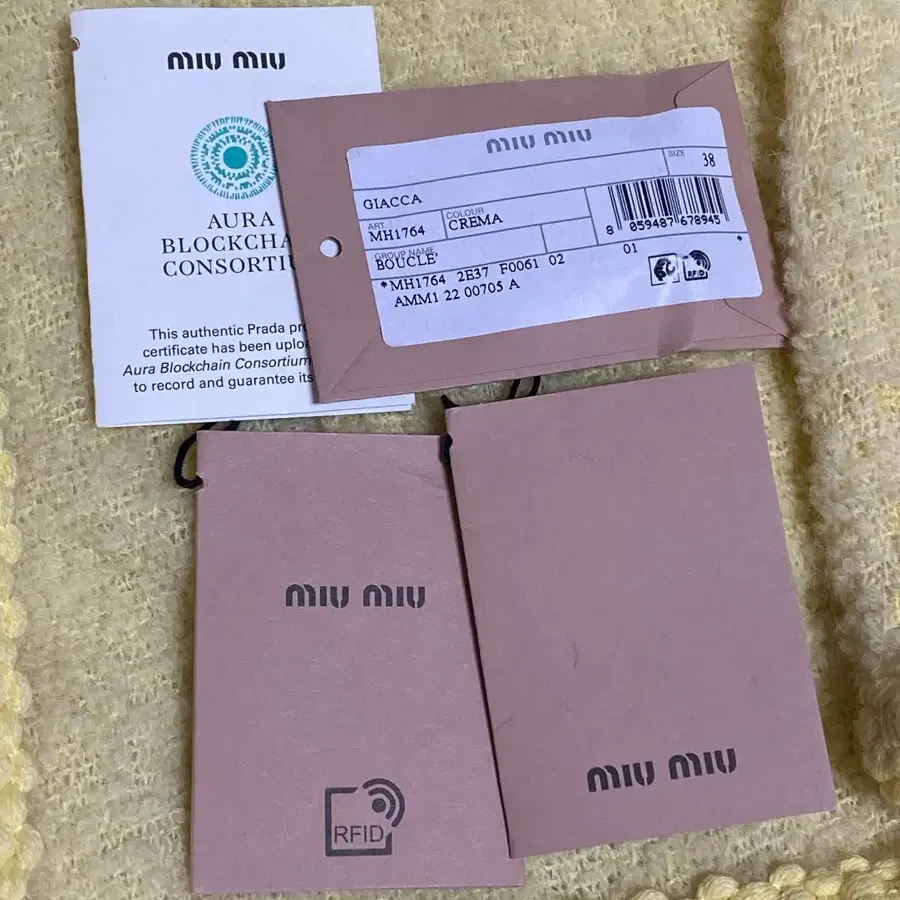 MIU MIU
AURA
BLOCKCHA
CONSORTIU
This authentic Prada pr
certificate has been uplo
Aura Blockchain Consortium
to record and guarantee its
MIU MIU
SIZE 38
GIACCA
ART. MH1764 COLOUR CREMA
GROUP NAME
BOUCLE'
8 059487 678945
*MH1764 2E37 F0061 02 01 *
AMM1 22 00705 A
MIU MIU
RFID
MIU MIU